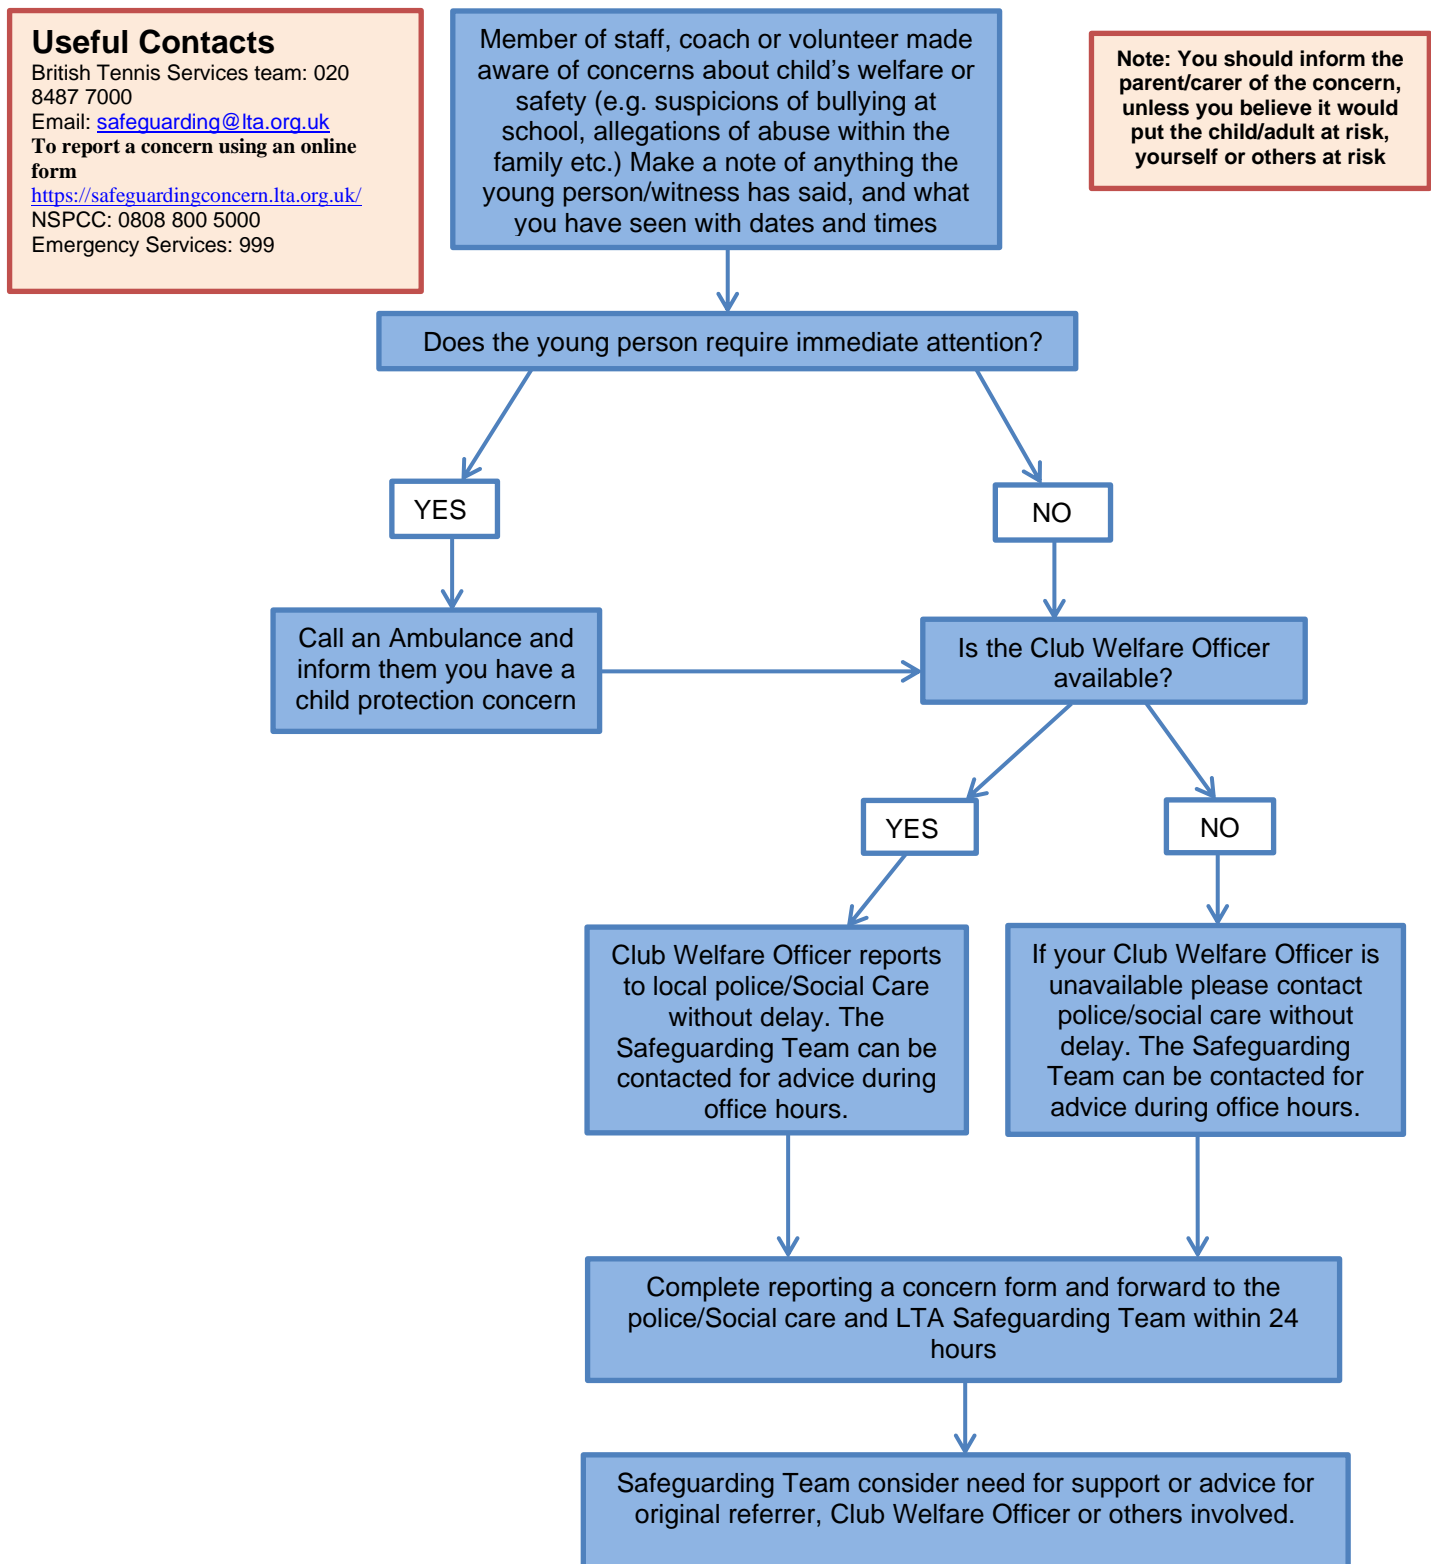 Useful Contacts
British Tennis Services team: 020
8487 7000
Email: safeguarding@lta.org.uk
To report a concern using an online
form
https://safeguardingconcern.lta.org.uk/
NSPCC: 0808 800 5000
Emergency Services: 999
Member of staff, coach or volunteer made
aware of concerns about child’s welfare or
safety (e.g. suspicions of bullying at
school, allegations of abuse within the
family etc.) Make a note of anything the
young person/witness has said, and what
you have seen with dates and times
Note: You should inform the
parent/carer of the concern,
unless you believe it would
put the child/adult at risk,
yourself or others at risk
Does the young person require immediate attention?
YES
NO
Call an Ambulance and
inform them you have a
child protection concern
Is the Club Welfare Officer
available?
YES
NO
Club Welfare Officer reports
to local police/Social Care
without delay. The
Safeguarding Team can be
contacted for advice during
office hours.
If your Club Welfare Officer is
unavailable please contact
police/social care without
delay. The Safeguarding
Team can be contacted for
advice during office hours.
Complete reporting a concern form and forward to the
police/Social care and LTA Safeguarding Team within 24
hours
Safeguarding Team consider need for support or advice for
original referrer, Club Welfare Officer or others involved.